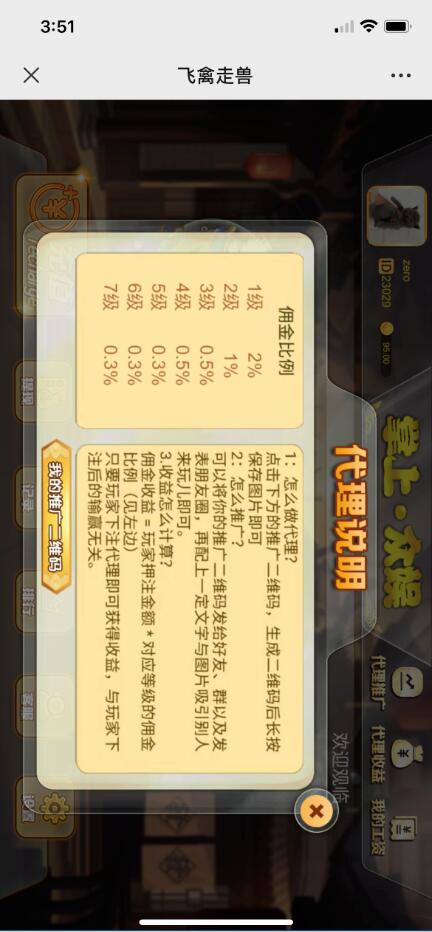 3:51
飞禽走兽
zero
ID 23029
95.00
掌上·众娱
代理推广
代理收益
我的工资
欢迎观临
代理说明
佣金比例
1级 2%
2级 1%
3级 0.5%
4级 0.5%
5级 0.3%
6级 0.3%
7级 0.3%
1：怎么做代理？
点击下方的推广二维码，生成二维码后长按
保存图片即可
2：怎么推广？
可以将你的推广二维码发给好友、群以及发
表朋友圈，再配上一定文字与图片吸引别人
来玩儿即可。
3.收益怎么计算？
佣金收益 = 玩家押注金额 * 对应等级的佣金
比例（见左边）
只要玩家下注代理即可获得收益，与玩家下
注后的输赢无关。
我的推广二维码
充值
recharge
提现
记录
排行
客服
设置